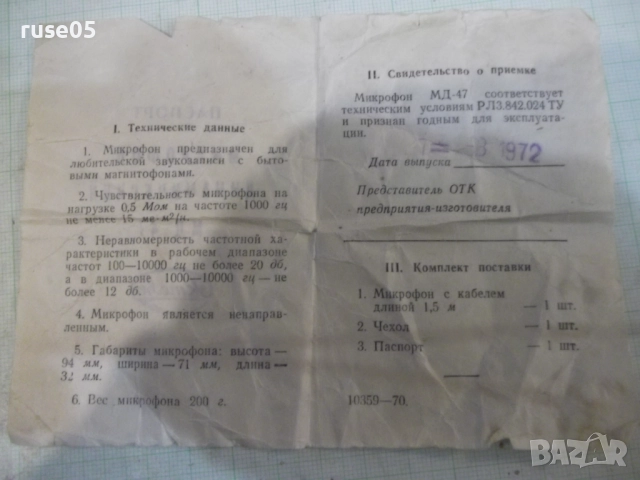 ruse05
I. Технические данные
1. Микрофон предназначен для
любительской звукозаписи с быто-
выми магнитофонами.
2. Чувствительность микрофона на
нагрузке 0,5 Мом на частоте 1000 гц
не менее 15 мв·м²/н.
3. Неравномерность частотной ха-
рактеристики в рабочем диапазоне
частот 100—10000 гц не более 20 дб,
а в диапазоне 1000—10000 гц — не
более 12 дб.
4. Микрофон является ненаправ-
ленным.
5. Габариты микрофона: высота —
94 мм, ширина — 71 мм, длина —
32 мм.
6. Вес микрофона 200 г.
II. Свидетельство о приемке
Микрофон МД-47 соответствует
техническим условиям РЛ3.842.024 ТУ
и признан годным для эксплуата-
ции.
Дата выпуска 1972
Представитель ОТК
предприятия-изготовителя
III. Комплект поставки
1. Микрофон с кабелем
длиной 1,5 м — 1 шт.
2. Чехол — 1 шт.
3. Паспорт — 1 шт.
10359—70.
BAZAR